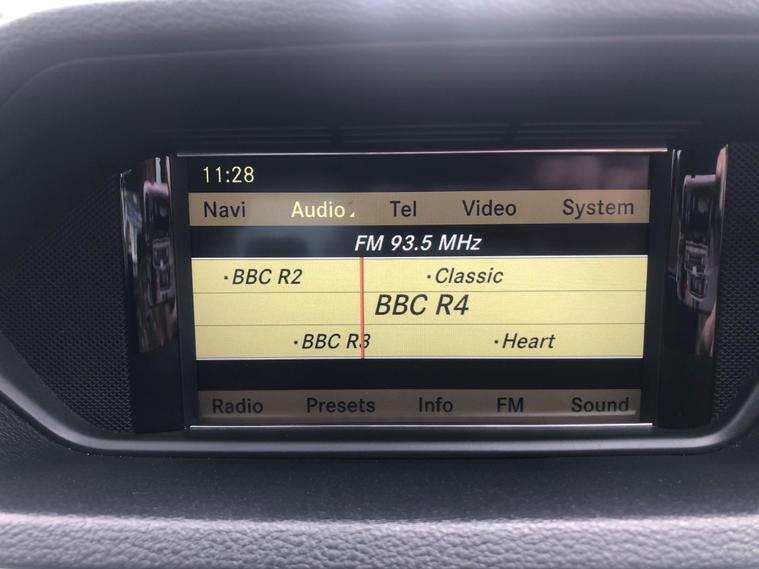 11:28
Navi Audio Tel Video System
FM 93.5 MHz
·BBC R2 ·Classic
BBC R4
·BBC R3 ·Heart
Radio Presets Info FM Sound